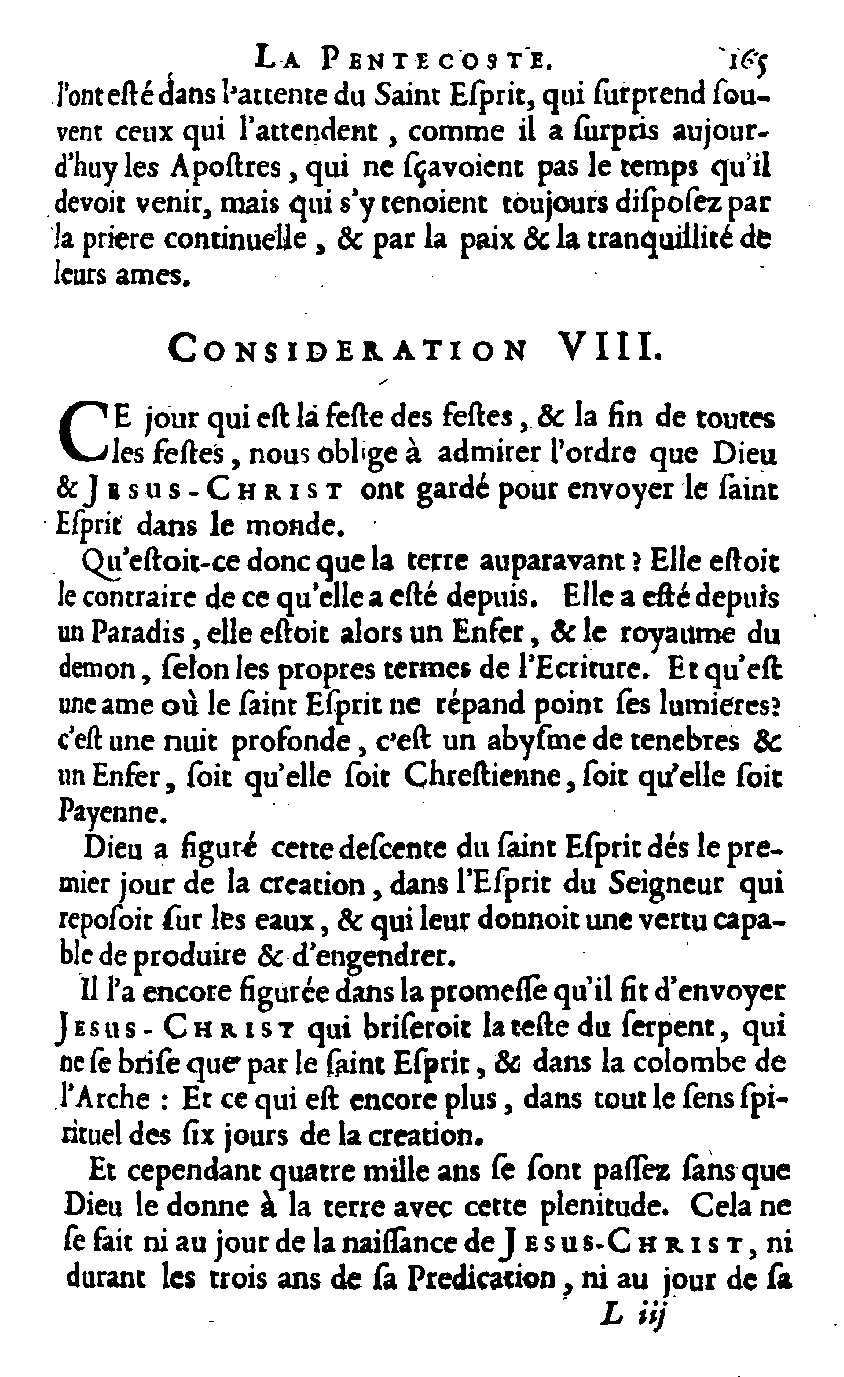 LA PENTECOSTE. 165
l'ont esté dans l'attente du Saint Eſprit, qui ſurprend ſou-
vent ceux qui l'attendent, comme il a ſurpris aujour-
d'huy les Apoſtres, qui ne ſçavoient pas le temps qu'il
devoit venir, mais qui s'y tenoient toujours diſpoſez par
la priere continuelle, & par la paix & la tranquillité de
leurs ames.
CONSIDERATION VIII.
CE jour qui eſt la feſte des feſtes, & la fin de toutes
les feſtes, nous oblige à admirer l'ordre que Dieu
& JESUS-CHRIST ont gardé pour envoyer le ſaint
Eſprit dans le monde.
Qu'eſtoit-ce donc que la terre auparavant? Elle eſtoit
le contraire de ce qu'elle a eſté depuis. Elle a eſté depuis
un Paradis, elle eſtoit alors un Enfer, & le royaume du
demon, ſelon les propres termes de l'Ecriture. Et qu'eſt
une ame où le ſaint Eſprit ne répand point ſes lumieres?
c'eſt une nuit profonde, c'eſt un abyſme de tenebres &
un Enfer, ſoit qu'elle ſoit Chreſtienne, ſoit qu'elle ſoit
Payenne.
Dieu a figuré cette deſcente du ſaint Eſprit dés le pre-
mier jour de la creation, dans l'Eſprit du Seigneur qui
repoſoit ſur les eaux, & qui leur donnoit une vertu capa-
ble de produire & d'engendrer.
Il l'a encore figurée dans la promeſſe qu'il fit d'envoyer
JESUS-CHRIST qui briſeroit la teſte du ſerpent, qui
ne ſe briſe que par le ſaint Eſprit, & dans la colombe de
l'Arche : Et ce qui eſt encore plus, dans tout le ſens ſpi-
rituel des ſix jours de la creation.
Et cependant quatre mille ans ſe ſont paſſez ſans que
Dieu le donne à la terre avec cette plenitude. Cela ne
ſe fait ni au jour de la naiſſance de JESUS-CHRIST, ni
durant les trois ans de ſa Predication, ni au jour de ſa
L iij